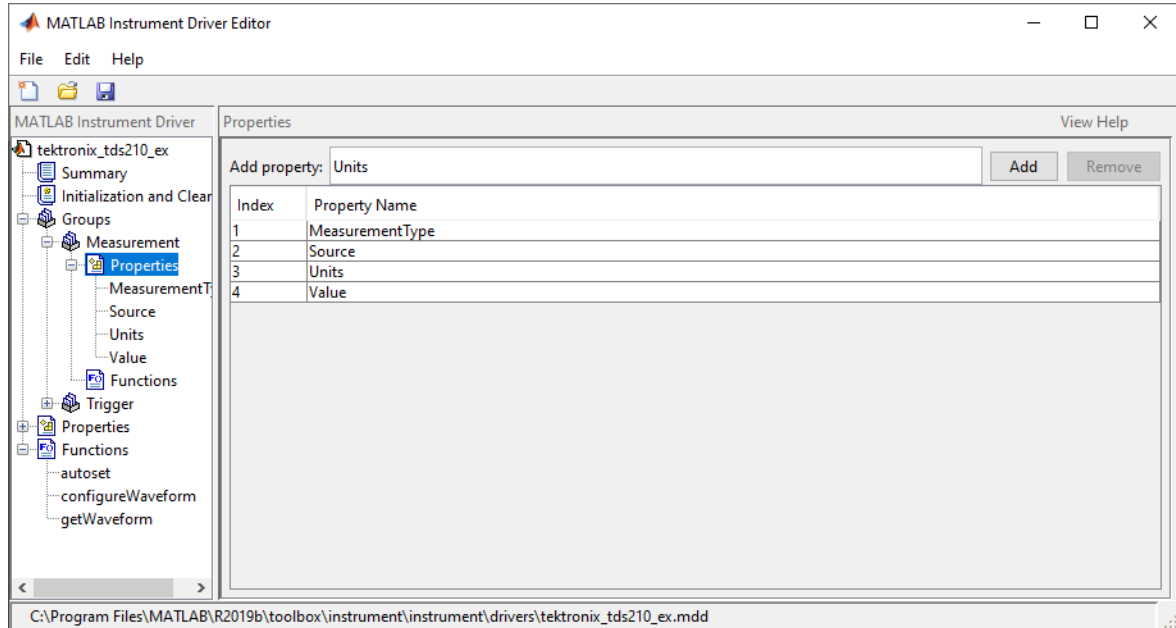 MATLAB Instrument Driver Editor
File Edit Help
MATLAB Instrument Driver
Properties View Help
tektronix_tds210_ex
Summary
Initialization and Clear
Groups
Measurement
Properties
MeasurementT
Source
Units
Value
Functions
Trigger
Properties
Functions
autoset
configureWaveform
getWaveform
Add property: Units Add Remove
Index Property Name
1 MeasurementType
2 Source
3 Units
4 Value
C:\Program Files\MATLAB\R2019b\toolbox\instrument\instrument\drivers\tektronix_tds210_ex.mdd